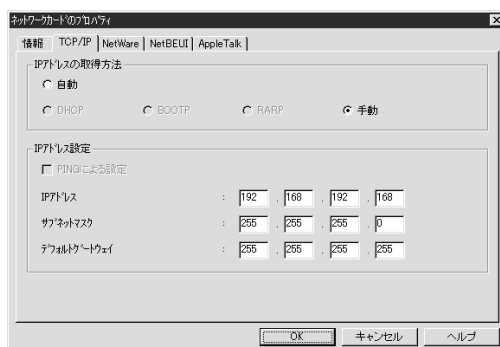 ネットワークカードのプロパティ
情報 TCP/IP NetWare NetBEUI AppleTalk
IPアドレスの取得方法
自動
DHCP BOOTP RARP 手動
IPアドレス設定
PINGによる設定
IPアドレス : 192 . 168 . 192 . 168
サブネットマスク : 255 . 255 . 255 . 0
デフォルトゲートウェイ : 255 . 255 . 255 . 255
OK キャンセル ヘルプ